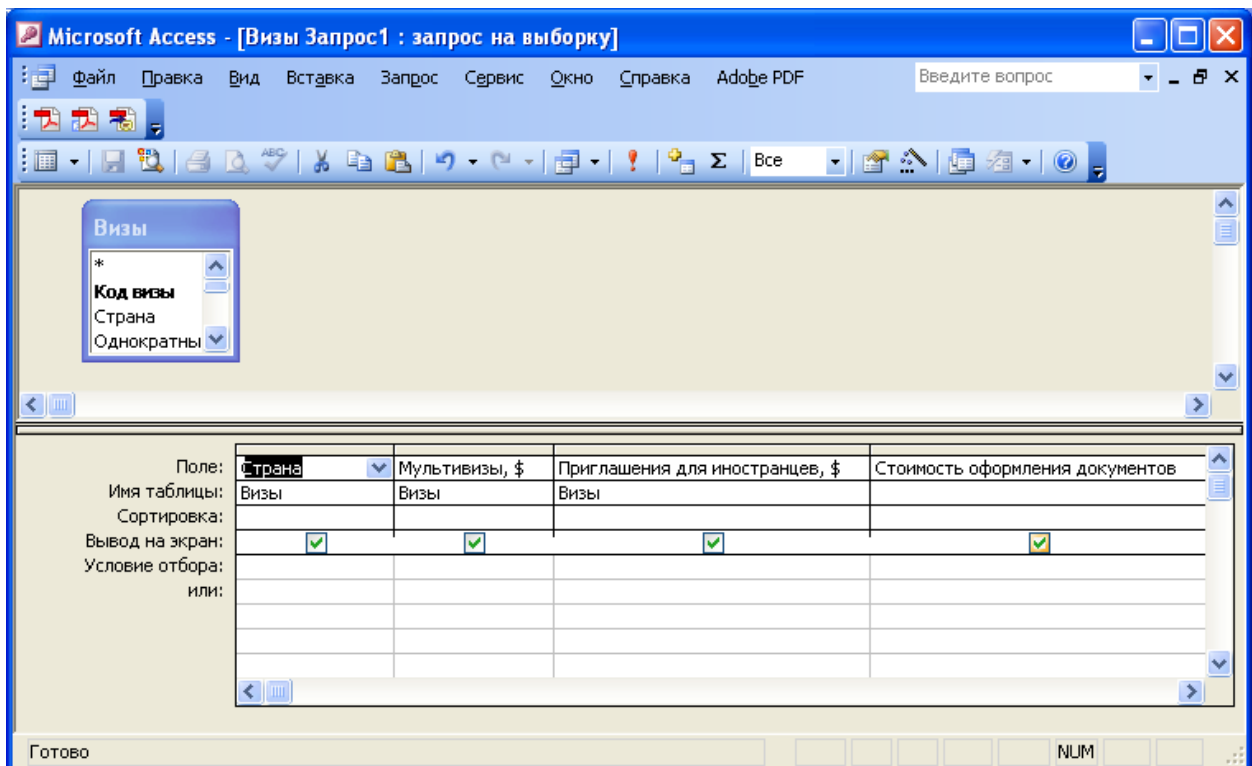 Microsoft Access - [Визы Запрос1 : запрос на выборку]
Файл Правка Вид Вставка Запрос Сервис Окно Справка Adobe PDF Введите вопрос
ABC Σ Все
Визы
*
Код визы
Страна
Однократны
Поле: Страна Мультивизы, $ Приглашения для иностранцев, $ Стоимость оформления документов
Имя таблицы: Визы Визы Визы
Сортировка:
Вывод на экран:
Условие отбора:
или:
Готово NUM